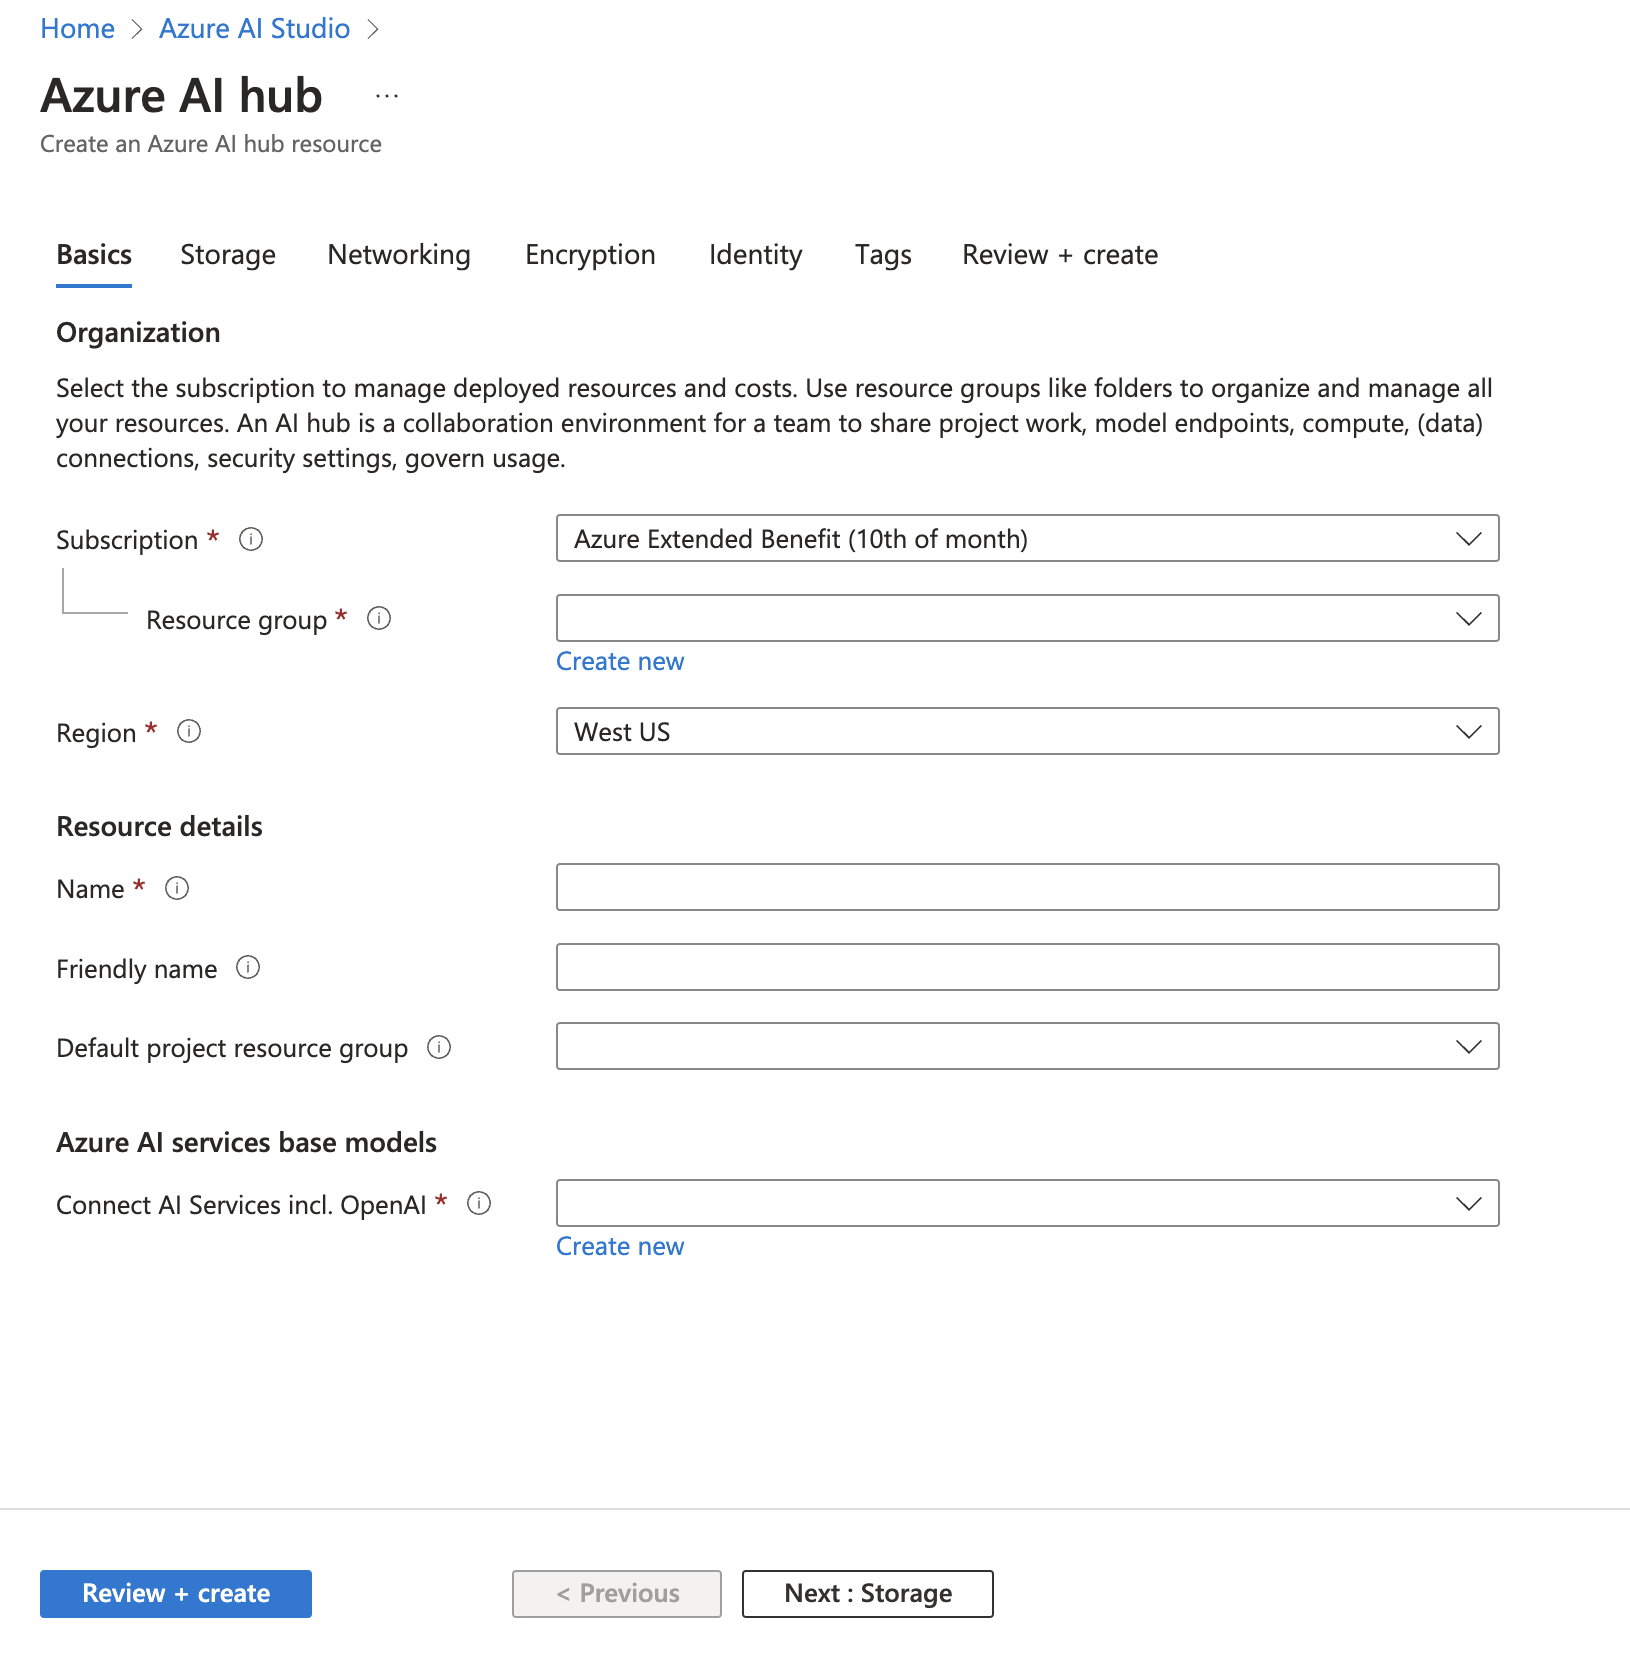 Home > Azure AI Studio >
Azure AI hub ...
Create an Azure AI hub resource
Basics Storage Networking Encryption Identity Tags Review + create
Organization
Select the subscription to manage deployed resources and costs. Use resource groups like folders to organize and manage all
your resources. An AI hub is a collaboration environment for a team to share project work, model endpoints, compute, (data)
connections, security settings, govern usage.
Subscription * Azure Extended Benefit (10th of month)
Resource group *
Create new
Region * West US
Resource details
Name *
Friendly name
Default project resource group
Azure AI services base models
Connect AI Services incl. OpenAI *
Create new
Review + create < Previous Next : Storage